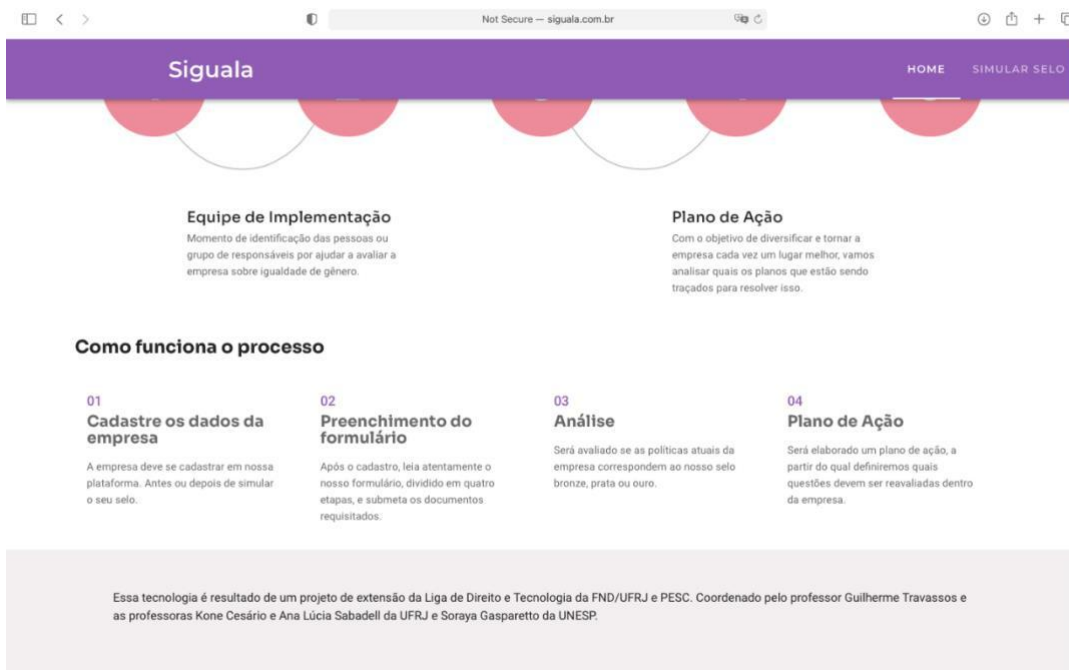 Not Secure — siguala.com.br
Siguala
HOME
SIMULAR SELO
Equipe de Implementação
Momento de identificação das pessoas ou
grupo de responsáveis por ajudar a avaliar a
empresa sobre igualdade de gênero.
Plano de Ação
Com o objetivo de diversificar e tornar a
empresa cada vez um lugar melhor, vamos
analisar quais os planos que estão sendo
traçados para resolver isso.
Como funciona o processo
01
Cadastre os dados da
empresa
A empresa deve se cadastrar em nossa
plataforma. Antes ou depois de simular
o seu selo.
02
Preenchimento do
formulário
Após o cadastro, leia atentamente o
nosso formulário, dividido em quatro
etapas, e submeta os documentos
requisitados.
03
Análise
Será avaliado se as políticas atuais da
empresa correspondem ao nosso selo
bronze, prata ou ouro.
04
Plano de Ação
Será elaborado um plano de ação, a
partir do qual definiremos quais
questões devem ser reavaliadas dentro
da empresa.
Essa tecnologia é resultado de um projeto de extensão da Liga de Direito e Tecnologia da FND/UFRJ e PESC. Coordenado pelo professor Guilherme Travassos e
as professoras Kone Cesário e Ana Lúcia Sabadell da UFRJ e Soraya Gasparetto da UNESP.